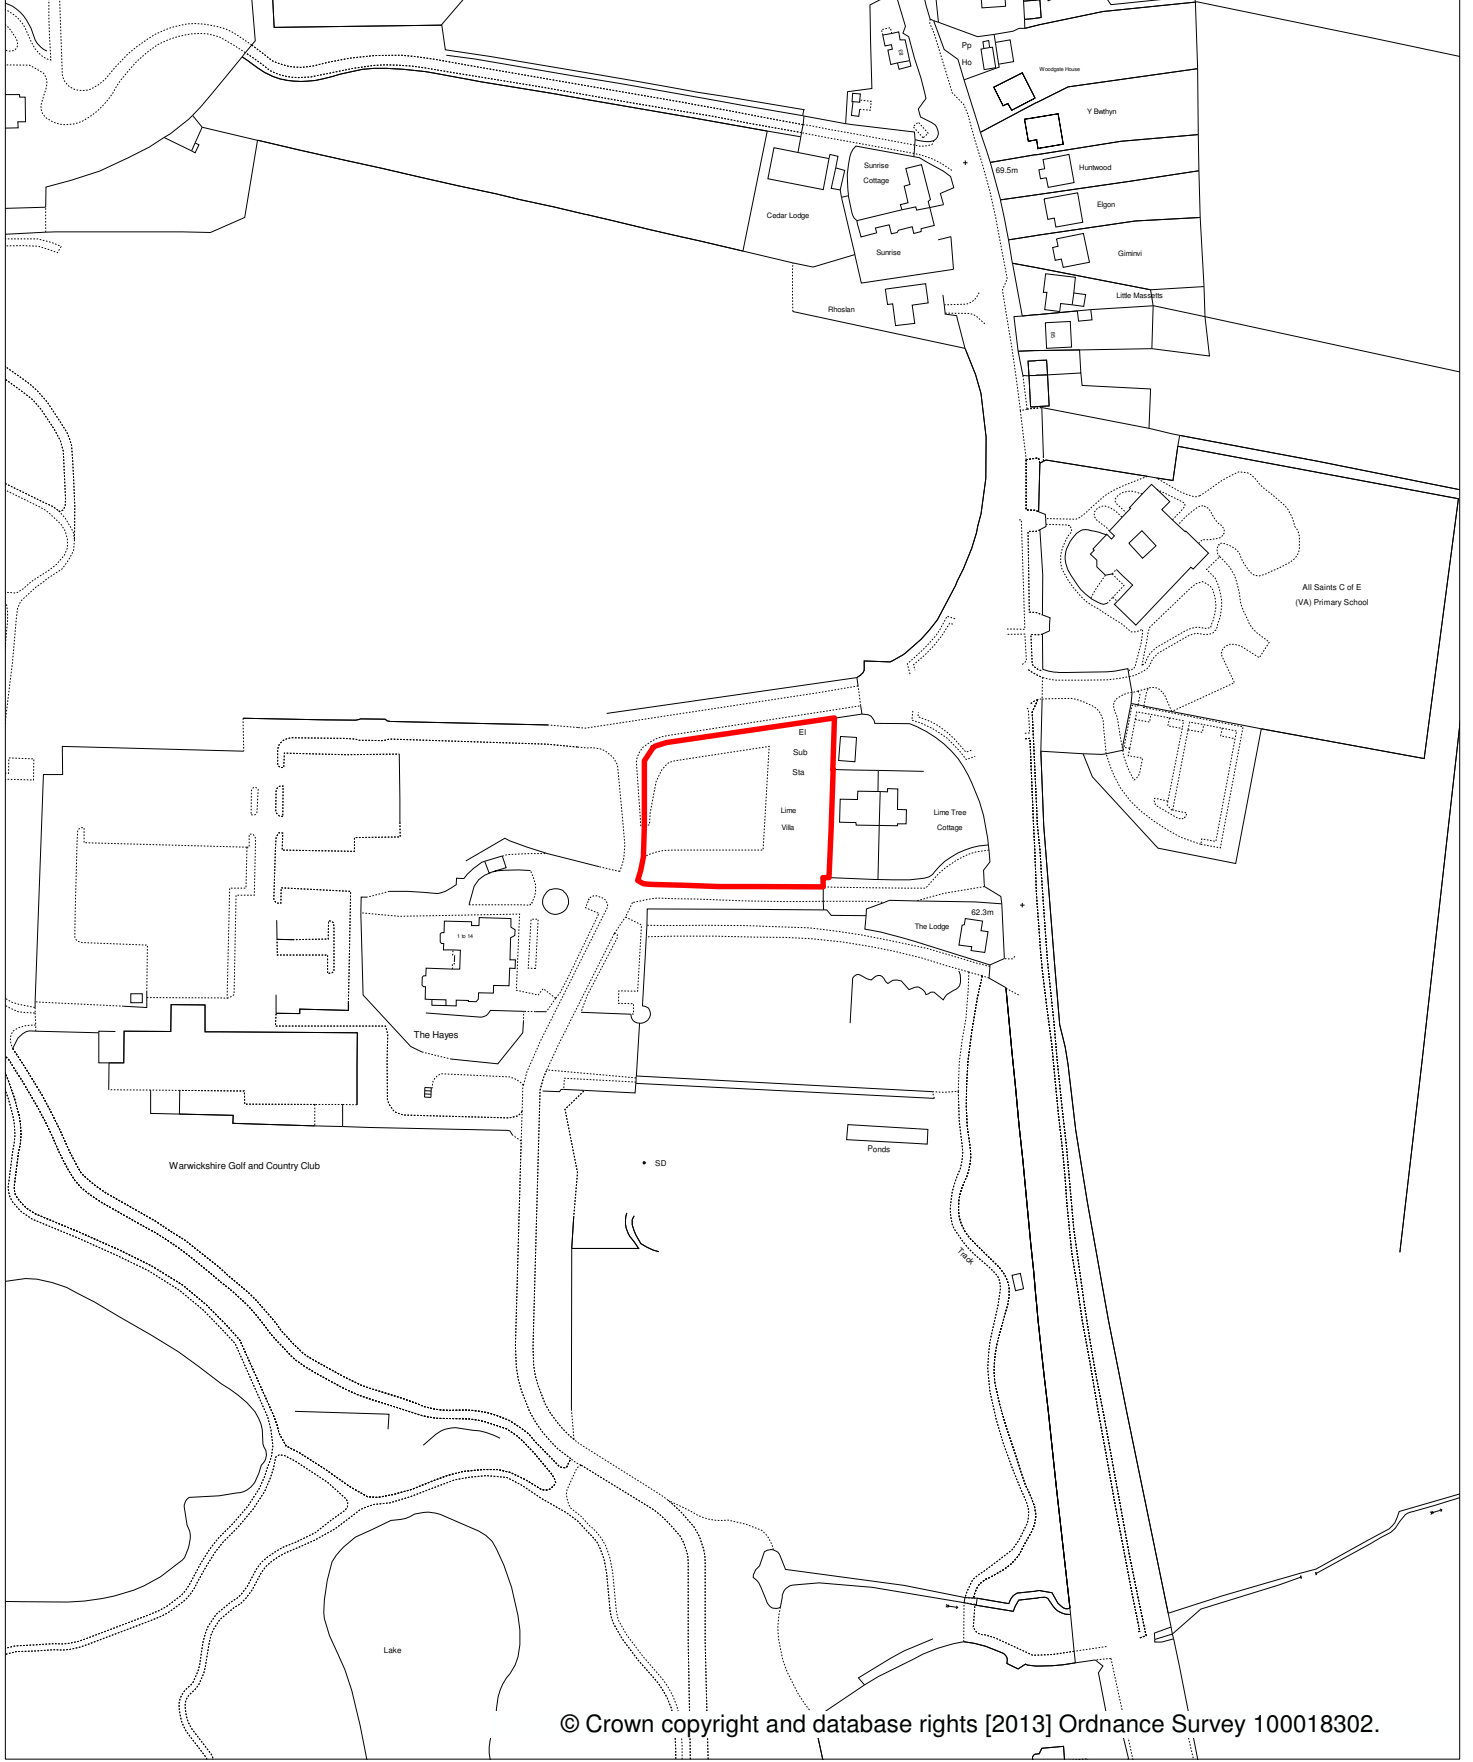 Pp
Ho
Woodgate House
Y Bwthyn
69.5m
Huntwood
Sunrise
Cottage
Elgon
Cedar Lodge
Sunrise
Giminvi
Little Massetts
Rhoslan
All Saints C of E
(VA) Primary School
El
Sub
Sta
Lime
Villa
Lime Tree
Cottage
62.3m
The Lodge
1 to 14
The Hayes
Ponds
SD
Warwickshire Golf and Country Club
Track
Lake
© Crown copyright and database rights [2013] Ordnance Survey 100018302.